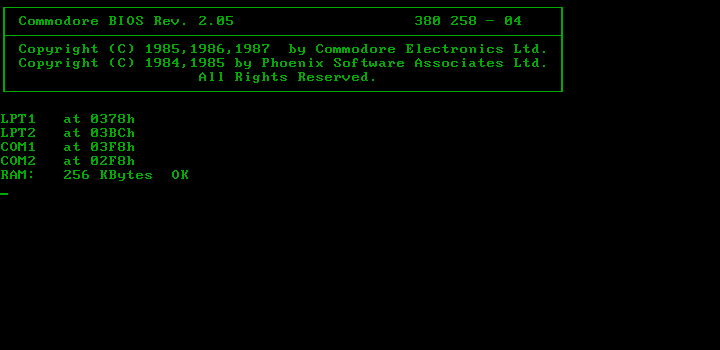 Commodore BIOS Rev. 2.05 380 258 - 04
Copyright (C) 1985,1986,1987 by Commodore Electronics Ltd.
Copyright (C) 1984,1985 by Phoenix Software Associates Ltd.
All Rights Reserved.
LPT1 at 0378h
LPT2 at 03BCh
COM1 at 03F8h
COM2 at 02F8h
RAM: 256 KBytes OK